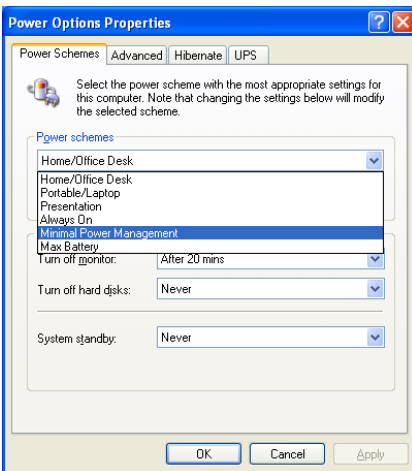 Power Options Properties
Power Schemes Advanced Hibernate UPS
Select the power scheme with the most appropriate settings for
this computer. Note that changing the settings below will modify
the selected scheme.
Power schemes
Home/Office Desk
Home/Office Desk
Portable/Laptop
Presentation
Always On
Minimal Power Management
Max Battery
Turn off monitor: After 20 mins
Turn off hard disks: Never
System standby: Never
OK Cancel Apply